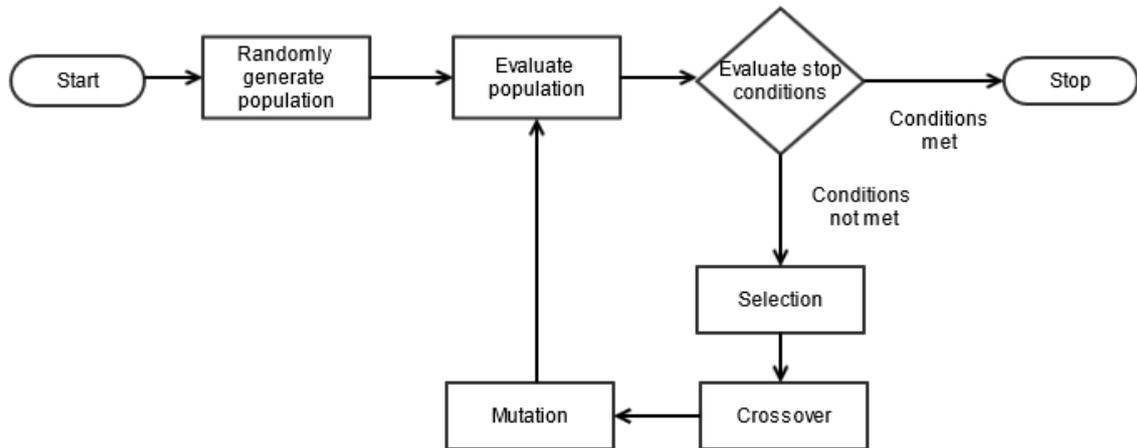 Start
Randomly
generate
population
Evaluate
population
Evaluate stop
conditions
Stop
Conditions
met
Conditions
not met
Selection
Mutation
Crossover